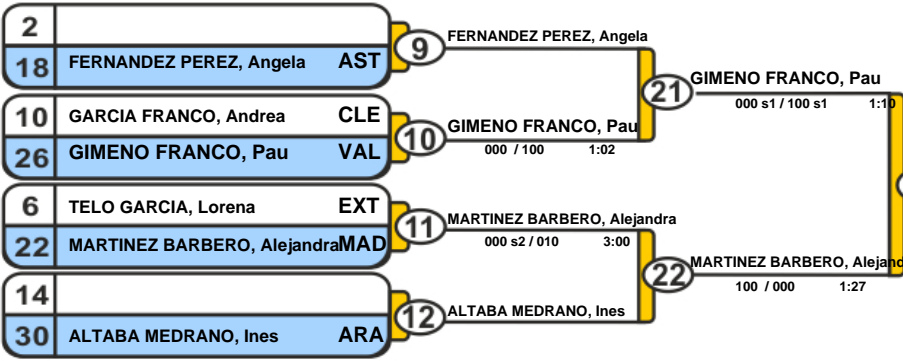 2
18 FERNANDEZ PEREZ, Angela AST
9
FERNANDEZ PEREZ, Angela
10 GARCIA FRANCO, Andrea CLE
26 GIMENO FRANCO, Pau VAL
10
GIMENO FRANCO, Pau
000 / 100 1:02
21
GIMENO FRANCO, Pau
000 s1 / 100 s1 1:10
6 TELO GARCIA, Lorena EXT
22 MARTINEZ BARBERO, Alejandra MAD
11
MARTINEZ BARBERO, Alejandra
000 s2 / 010 3:00
14
30 ALTABA MEDRANO, Ines ARA
12
ALTABA MEDRANO, Ines
22
MARTINEZ BARBERO, Alejand
100 / 000 1:27